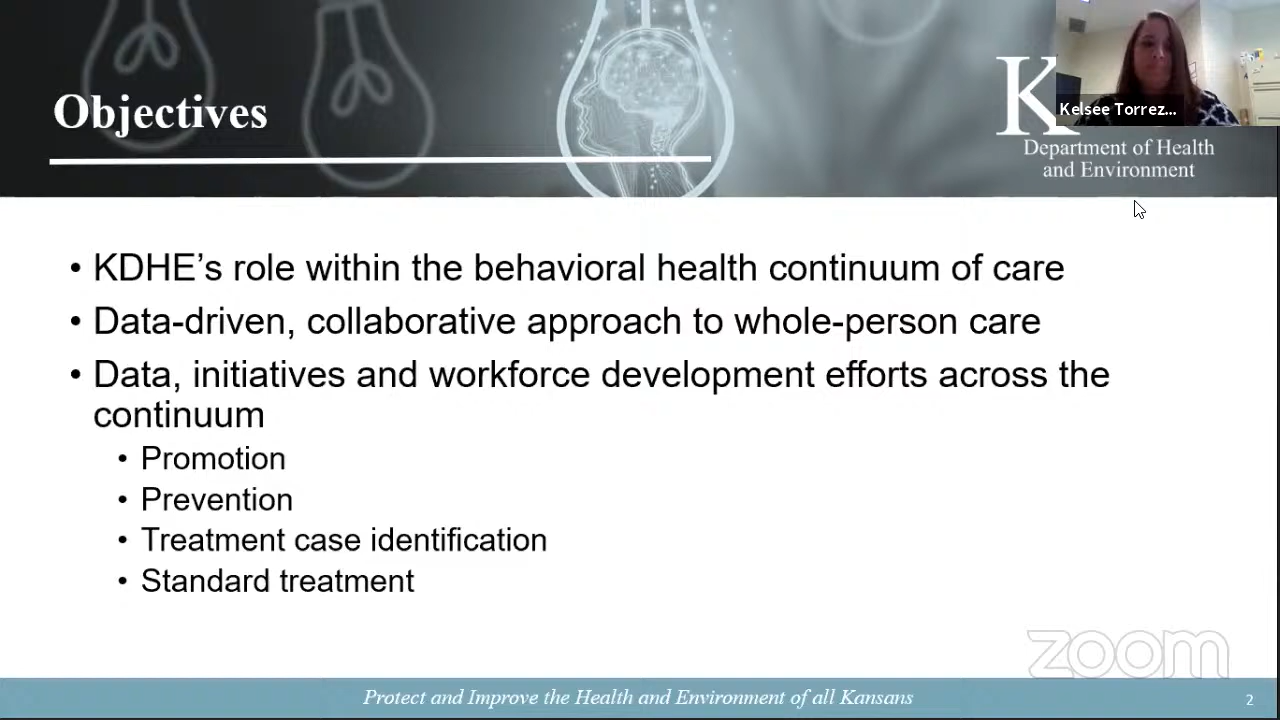 Objectives
K
Kelsee Torrez...
Department of Health
and Environment
• KDHE’s role within the behavioral health continuum of care
• Data-driven, collaborative approach to whole-person care
• Data, initiatives and workforce development efforts across the
continuum
• Promotion
• Prevention
• Treatment case identification
• Standard treatment
zoom
Protect and Improve the Health and Environment of all Kansans
2